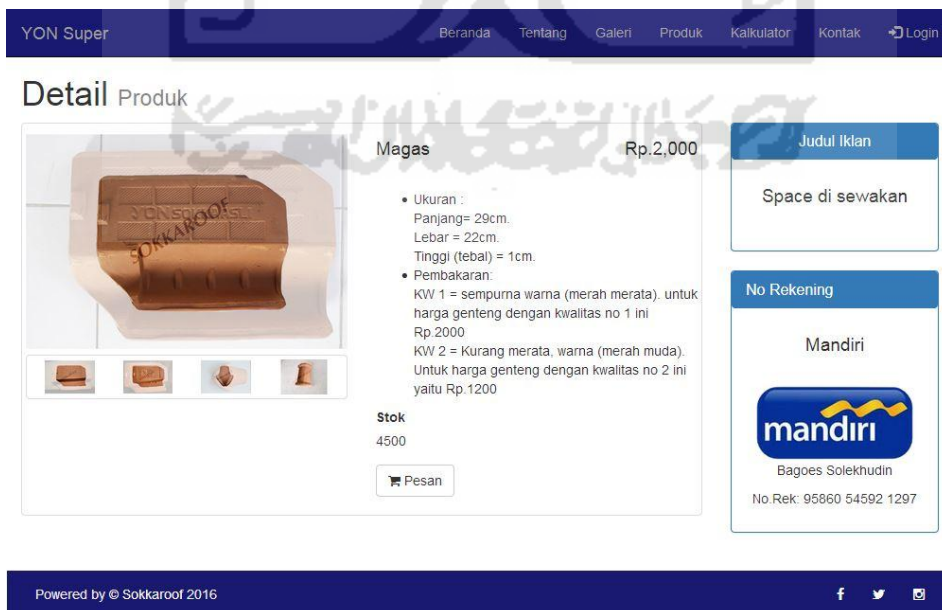 YON Super
Beranda Tentang Galeri Produk Kalkulator Kontak Login
Detail Produk
SOKKAROOF
Magas Rp.2,000
Ukuran :
Panjang= 29cm.
Lebar = 22cm.
Tinggi (tebal) = 1cm.
Pembakaran:
KW 1 = sempurna warna (merah merata). untuk
harga genteng dengan kwalitas no 1 ini
Rp.2000
KW 2 = Kurang merata, warna (merah muda).
Untuk harga genteng dengan kwalitas no 2 ini
yaitu Rp.1200
Stok
4500
Pesan
Judul Iklan
Space di sewakan
No Rekening
Mandiri
mandiri
Bagoes Solekhudin
No.Rek: 95860 54592 1297
Powered by © Sokkaroof 2016